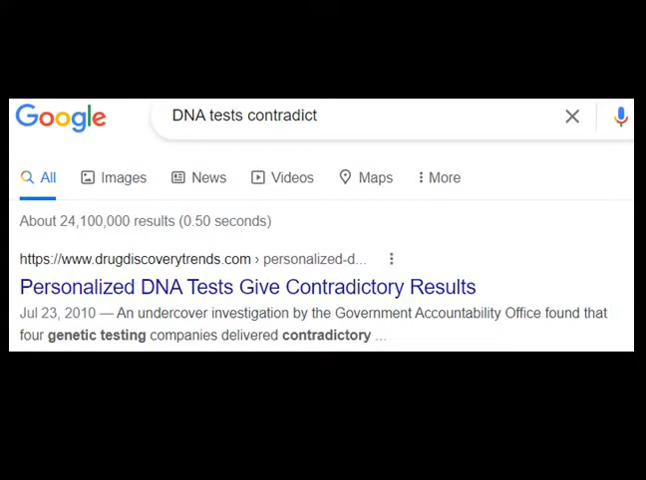 Google DNA tests contradict
All Images News Videos Maps More
About 24,100,000 results (0.50 seconds)
https://www.drugdiscoverytrends.com › personalized-d...
Personalized DNA Tests Give Contradictory Results
Jul 23, 2010 — An undercover investigation by the Government Accountability Office found that
four genetic testing companies delivered contradictory ...